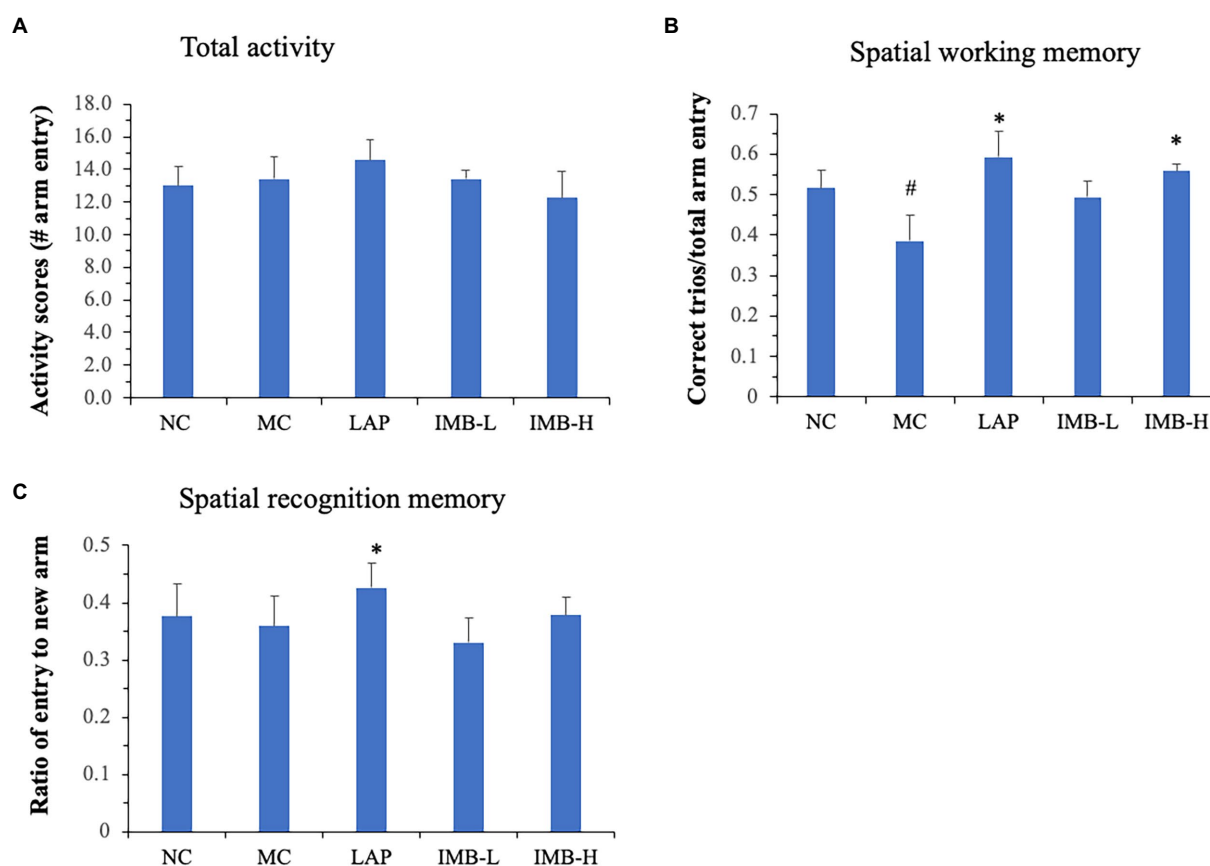 A
Total activity
Activity scores (# arm entry)
18.0
16.0
14.0
12.0
10.0
8.0
6.0
4.0
2.0
0.0
NC MC LAP IMB-L IMB-H
B
Spatial working memory
Correct trios/total arm entry
0.7
0.6
0.5
0.4
0.3
0.2
0.1
0
#
*
*
NC MC LAP IMB-L IMB-H
C
Spatial recognition memory
Ratio of entry to new arm
0.5
0.4
0.3
0.2
0.1
0
*
NC MC LAP IMB-L IMB-H